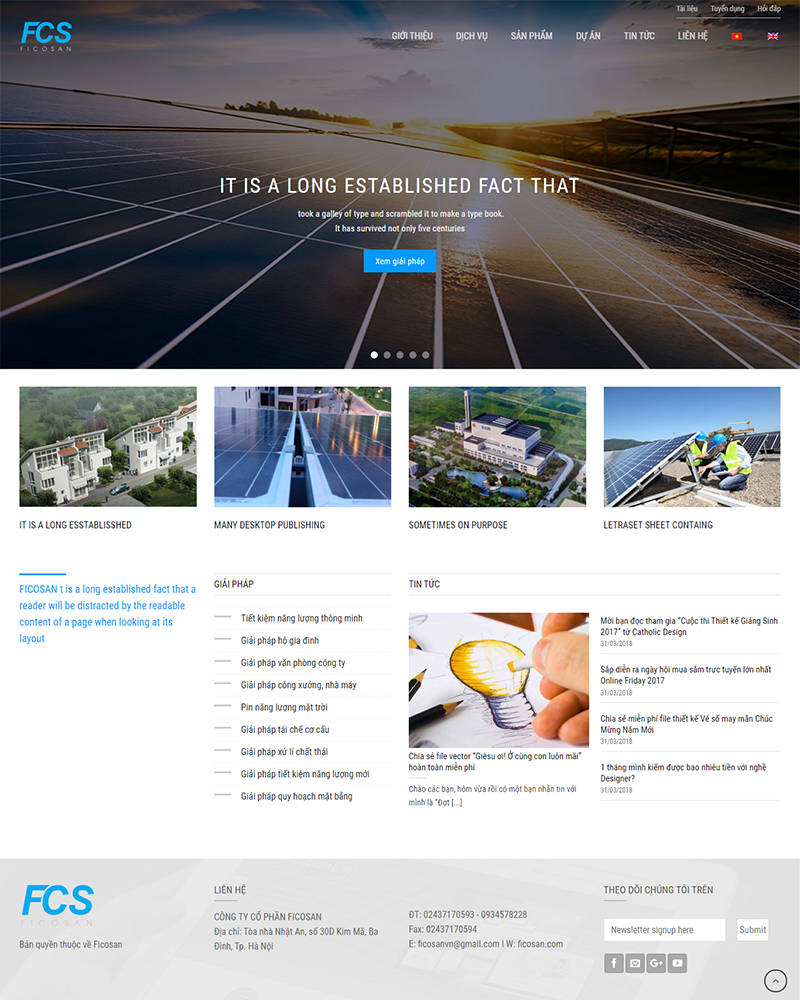 Tài liệu Tuyển dụng Hỏi đáp
FCS
FICOSAN
GIỚI THIỆU DỊCH VỤ SẢN PHẨM DỰ ÁN TIN TỨC LIÊN HỆ
IT IS A LONG ESTABLISHED FACT THAT
took a galley of type and scrambled it to make a type book.
It has survived not only five centuries
Xem giải pháp
IT IS A LONG ESSTABLISSHED
MANY DESKTOP PUBLISHING
SOMETIMES ON PURPOSE
LETRASET SHEET CONTAING
FICOSAN t is a long established fact that a
reader will be distracted by the readable
content of a page when looking at its
layout
GIẢI PHÁP
Tiết kiệm năng lượng thông minh
Giải pháp hộ gia đình
Giải pháp văn phòng công ty
Giải pháp công xưởng, nhà máy
Pin năng lượng mặt trời
Giải pháp tái chế cơ cấu
Giải pháp xử lí chất thải
Giải pháp tiết kiệm năng lượng mới
Giải pháp quy hoạch mặt bằng
TIN TỨC
Chia sẻ file vector “Giêsu ơi! Ở cùng con luôn mãi”
hoàn toàn miễn phí
Chào các bạn, hôm vừa rồi có một bạn nhắn tin với
mình là “Đợt [...]
Mời bạn đọc tham gia “Cuộc thi Thiết kế Giáng Sinh
2017” từ Catholic Design
31/03/2018
Sắp diễn ra ngày hội mua sắm trực tuyến lớn nhất
Online Friday 2017
31/03/2018
Chia sẻ miễn phí file thiết kế Vé số may mắn Chúc
Mừng Năm Mới
31/03/2018
1 tháng mình kiếm được bao nhiêu tiền với nghề
Designer?
31/03/2018
FCS
FICOSAN
Bản quyền thuộc về Ficosan
LIÊN HỆ
CÔNG TY CỔ PHẦN FICOSAN
Địa chỉ: Tòa nhà Nhật An, số 30D Kim Mã, Ba
Đình, Tp. Hà Nội
ĐT: 02437170593 - 0934578228
Fax: 02437170594
E: ficosanvn@gmail.com I W: ficosan.com
THEO DÕI CHÚNG TÔI TRÊN
Newsletter signup here Submit